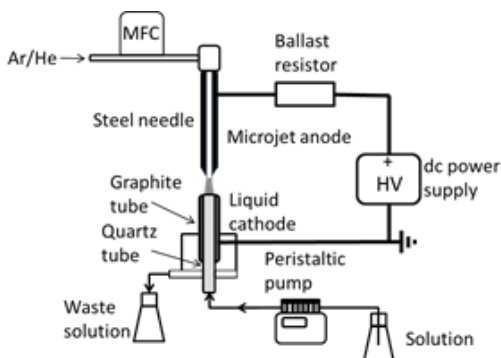 MFC
Ar/He
Ballast
resistor
Steel needle
Microjet anode
+
HV
dc power
supply
Graphite
tube
Liquid
cathode
Quartz
tube
Peristaltic
pump
Waste
solution
Solution